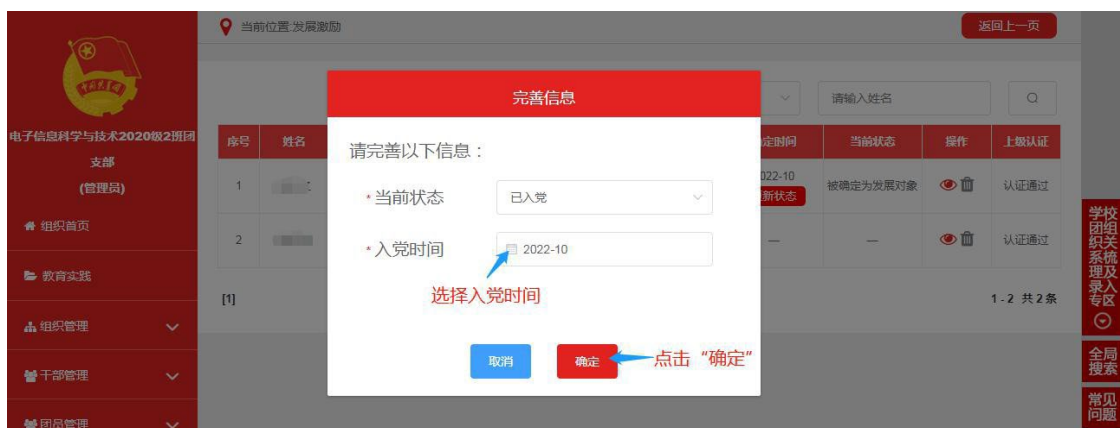 当前位置:发展激励
返回上一页
电子信息科学与技术2020级2班团
支部
(管理员)
组织首页
教育实践
组织管理
干部管理
团员管理
请输入姓名
序号 姓名 定时间 当前状态 操作 上级认证
1 022-10 被确定为发展对象 认证通过
新状态
2 — — 认证通过
[1] 1-2 共2条
完善信息
请完善以下信息：
*当前状态 已入党
*入党时间 2022-10
选择入党时间
取消 确定 点击“确定”
学校
团组
织关
系梳
理及
录入
专区
全局
搜索
常见
问题